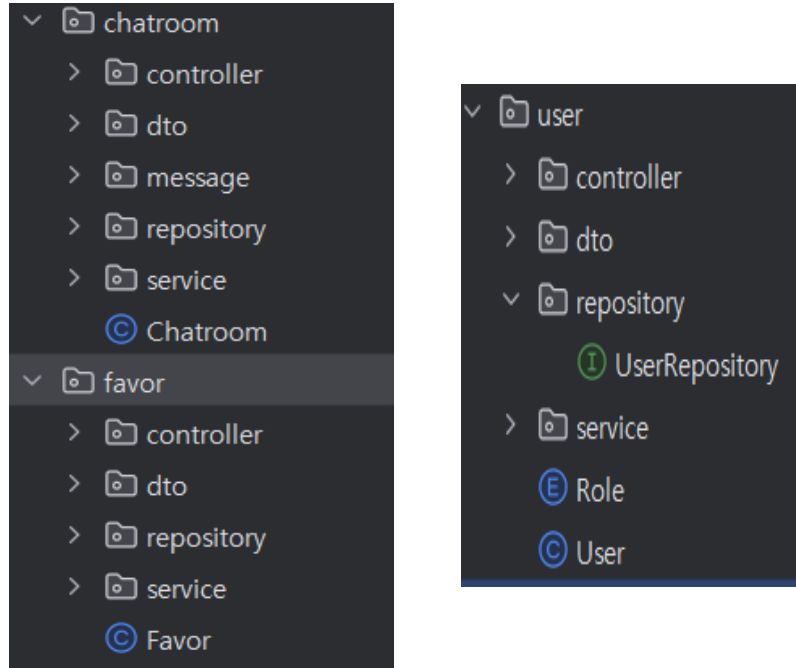 chatroom
controller
dto
message
repository
service
C Chatroom
favor
controller
dto
repository
service
C Favor
user
controller
dto
repository
I UserRepository
service
E Role
C User